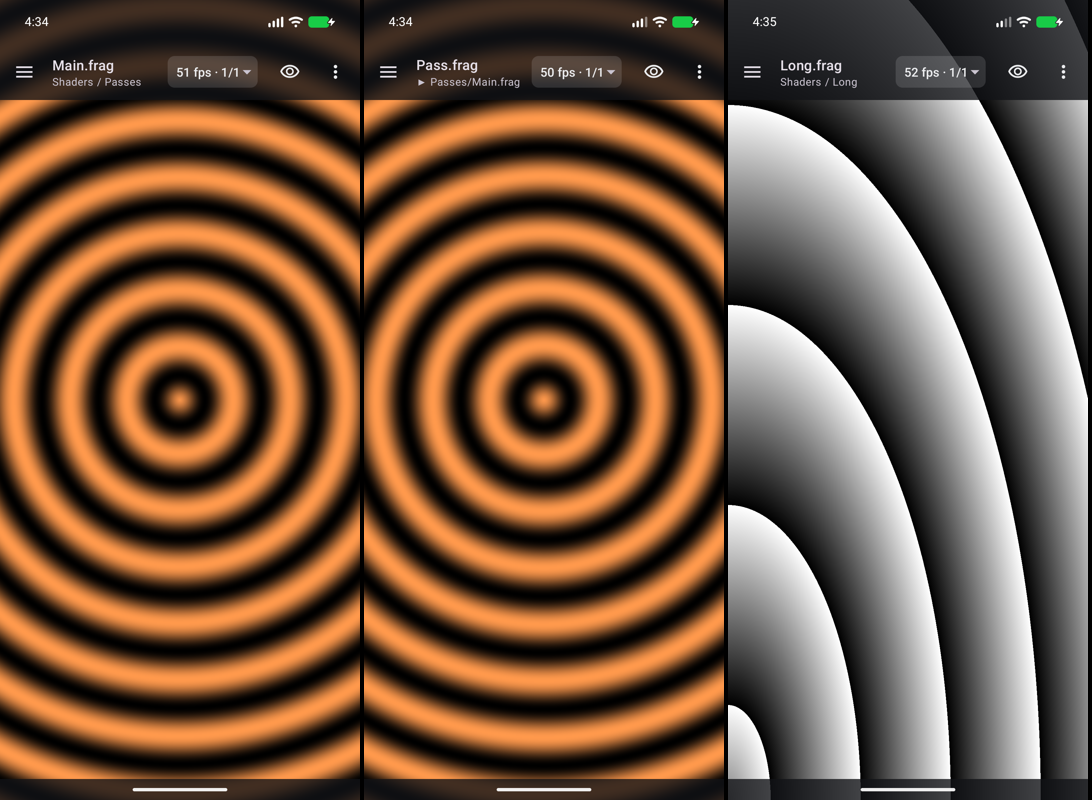 4:34
Main.frag
Shaders / Passes
51 fps · 1/1
4:34
Pass.frag
▸ Passes/Main.frag
50 fps · 1/1
4:35
Long.frag
Shaders / Long
52 fps · 1/1